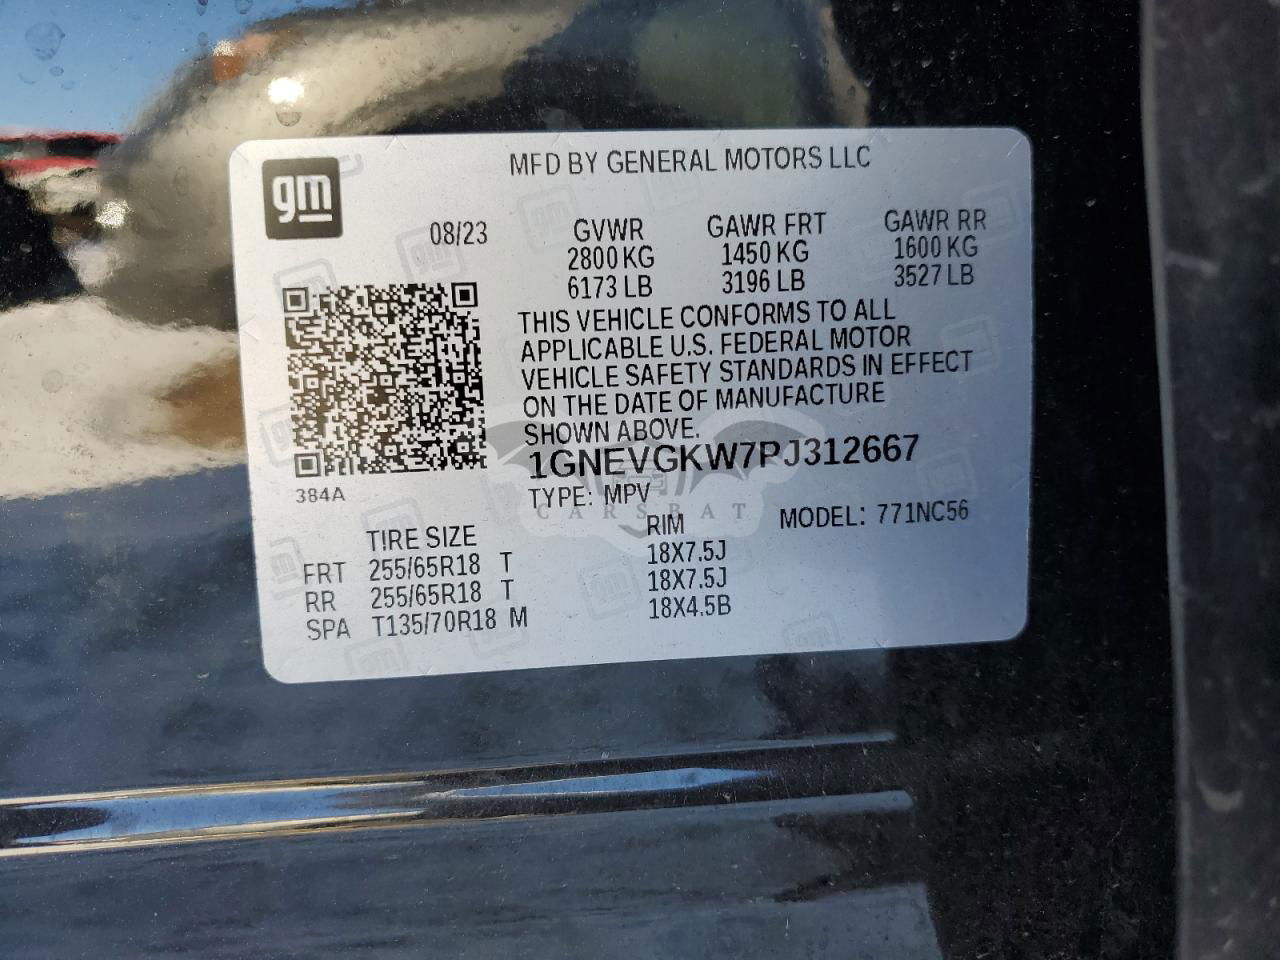 gm
MFD BY GENERAL MOTORS LLC
08/23
GVWR GAWR FRT GAWR RR
2800 KG 1450 KG 1600 KG
6173 LB 3196 LB 3527 LB
THIS VEHICLE CONFORMS TO ALL
APPLICABLE U.S. FEDERAL MOTOR
VEHICLE SAFETY STANDARDS IN EFFECT
ON THE DATE OF MANUFACTURE
SHOWN ABOVE.
1GNEVGKW7PJ312667
384A
TYPE: MPV
CARSBAT
MODEL: 771NC56
TIRE SIZE RIM
FRT 255/65R18 T 18X7.5J
RR 255/65R18 T 18X7.5J
SPA T135/70R18 M 18X4.5B